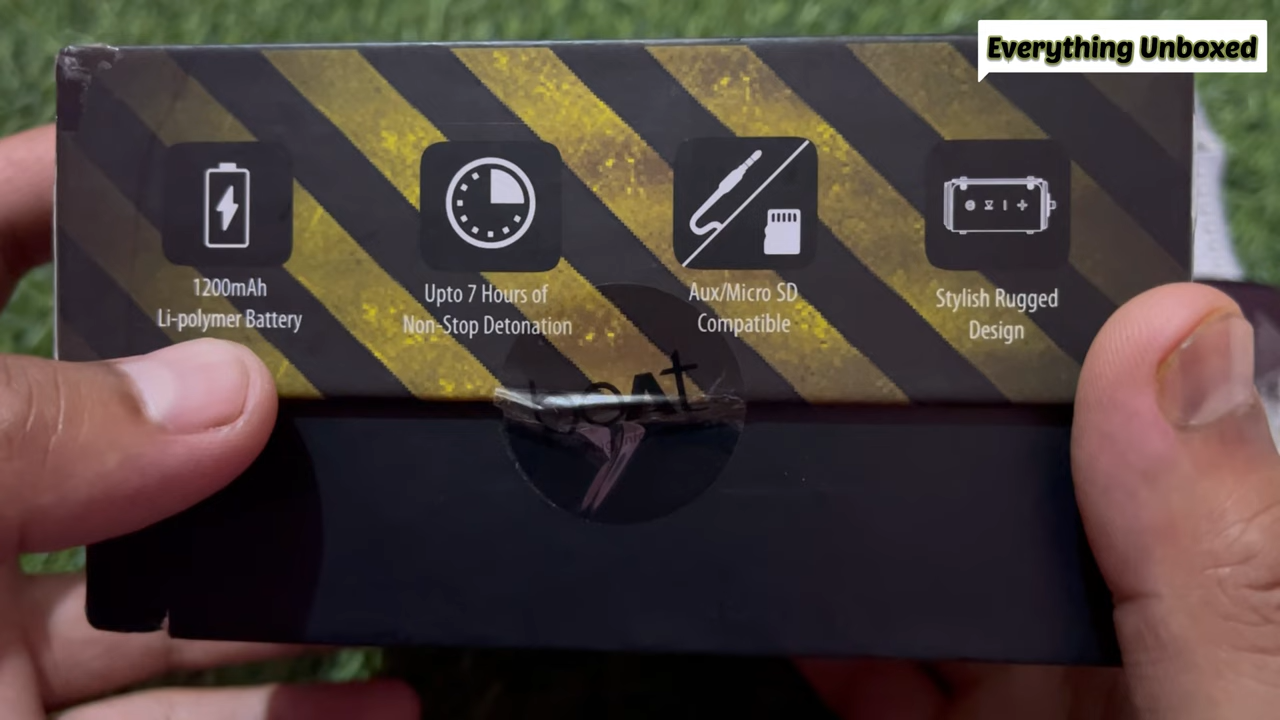 Everything Unboxed
1200mAh
Li-polymer Battery
Upto 7 Hours of
Non-Stop Detonation
Aux/Micro SD
Compatible
Stylish Rugged
Design
boAt